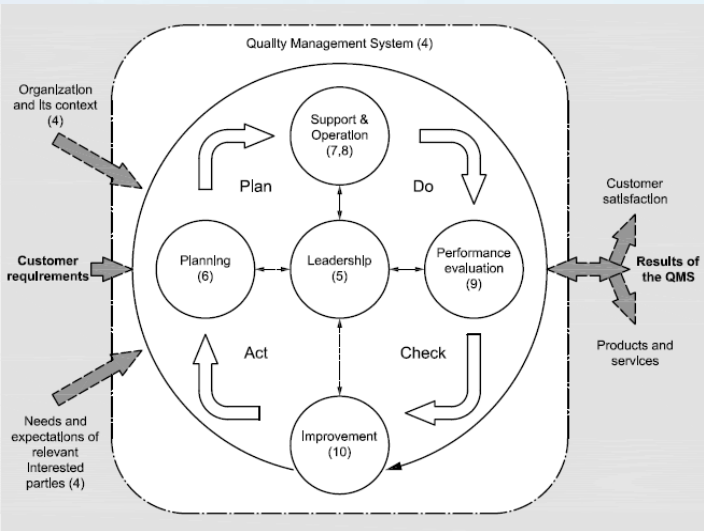 Quality Management System (4)
Organization
and its context
(4)
Support &
Operation
(7,8)
Plan
Do
Customer
satisfaction
Customer
requirements
Planning
(6)
Leadership
(5)
Performance
evaluation
(9)
Results of
the QMS
Act
Check
Products and
services
Needs and
expectations of
relevant
interested
parties (4)
Improvement
(10)